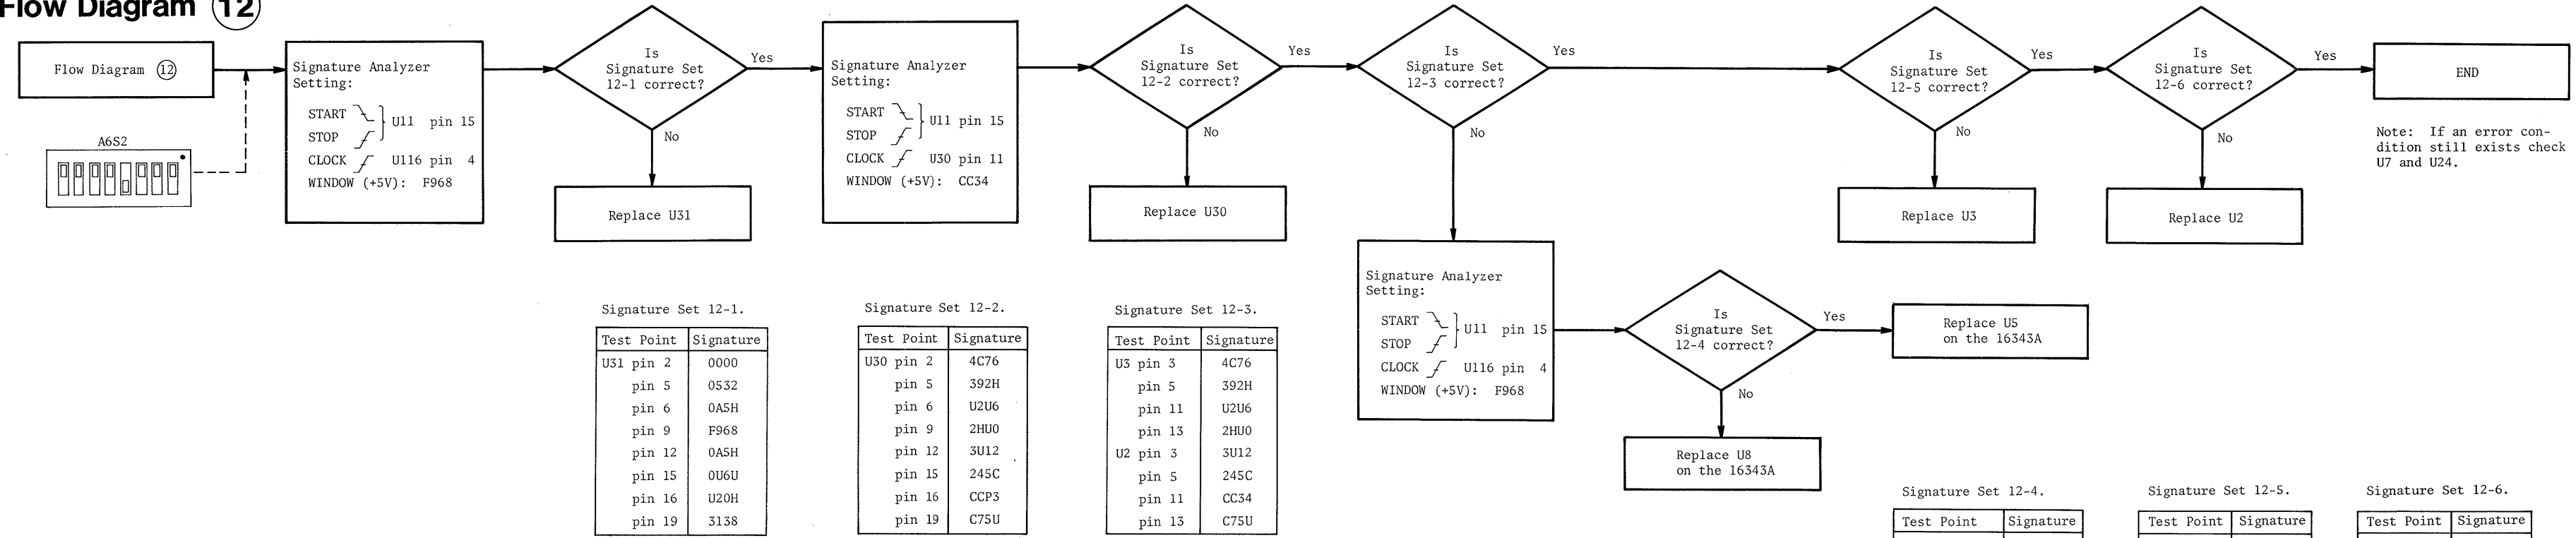 Flow Diagram 12
Flow Diagram 12
A6S2
Signature Analyzer
Setting:
START
STOP
U11 pin 15
CLOCK U116 pin 4
WINDOW (+5V): F968
Is
Signature Set
12-1 correct?
Yes
No
Replace U31
Signature Analyzer
Setting:
START
STOP
U11 pin 15
CLOCK U30 pin 11
WINDOW (+5V): CC34
Is
Signature Set
12-2 correct?
Yes
No
Replace U30
Is
Signature Set
12-3 correct?
Yes
No
Signature Analyzer
Setting:
START
STOP
U11 pin 15
CLOCK U116 pin 4
WINDOW (+5V): F968
Is
Signature Set
12-4 correct?
Yes
No
Replace U5
on the 16343A
Replace U8
on the 16343A
Is
Signature Set
12-5 correct?
Yes
No
Replace U3
Is
Signature Set
12-6 correct?
Yes
No
Replace U2
END
Note: If an error con-
dition still exists check
U7 and U24.
Signature Set 12-1.
Test Point Signature
U31 pin 2 0000
pin 5 0532
pin 6 0A5H
pin 9 F968
pin 12 0A5H
pin 15 0U6U
pin 16 U20H
pin 19 3138
Signature Set 12-2.
Test Point Signature
U30 pin 2 4C76
pin 5 392H
pin 6 U2U6
pin 9 2HU0
pin 12 3U12
pin 15 245C
pin 16 CCP3
pin 19 C75U
Signature Set 12-3.
Test Point Signature
U3 pin 3 4C76
pin 5 392H
pin 11 U2U6
pin 13 2HU0
U2 pin 3 3U12
pin 5 245C
pin 11 CC34
pin 13 C75U
Signature Set 12-4.
Test Point Signature
Signature Set 12-5.
Test Point Signature
Signature Set 12-6.
Test Point Signature